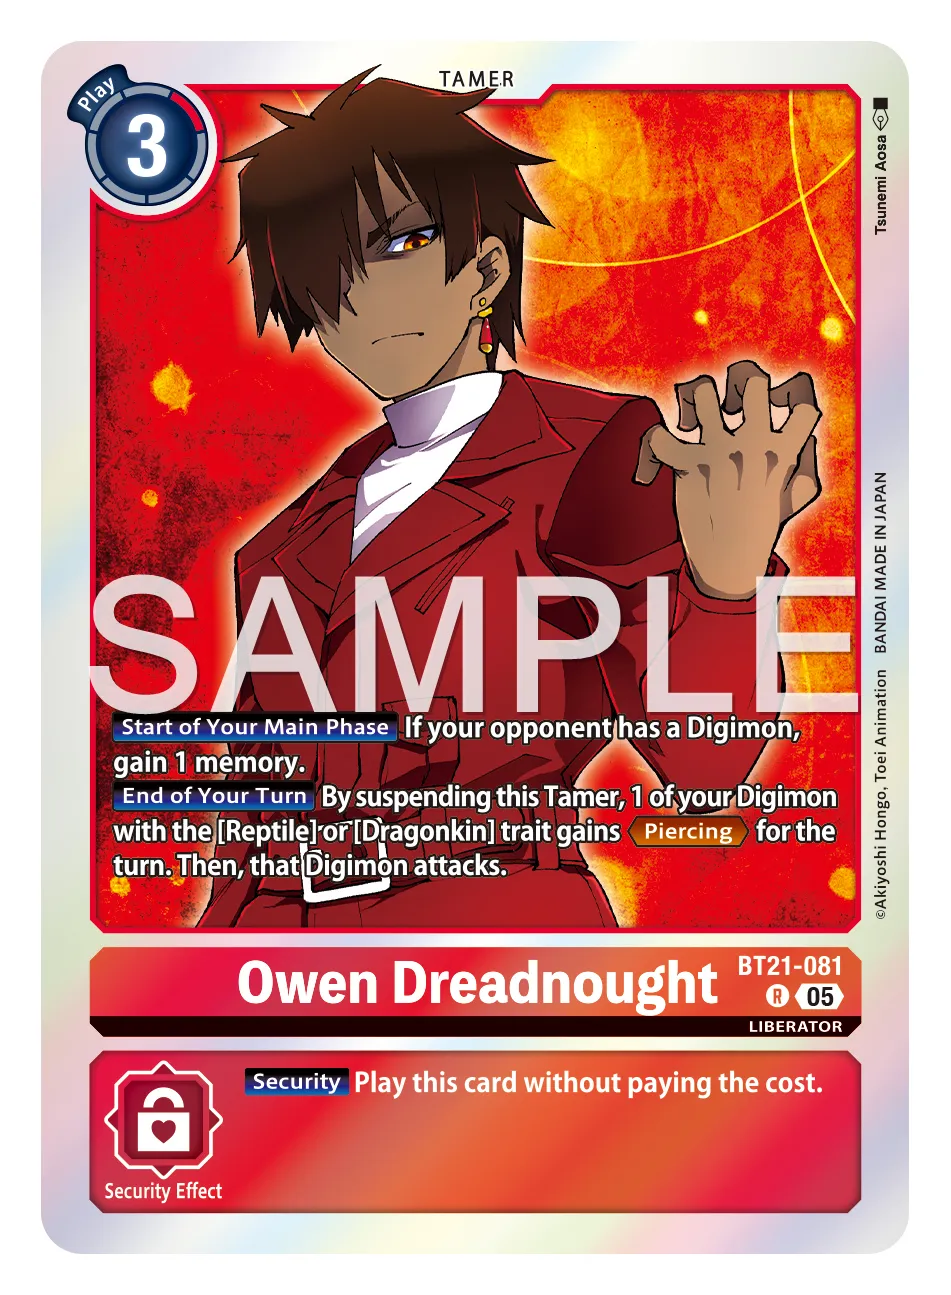 TAMER
Play
3
Tsunemi Aosa
SAMPLE
Start of Your Main Phase If your opponent has a Digimon,
gain 1 memory.
End of Your Turn By suspending this Tamer, 1 of your Digimon
with the [Reptile] or [Dragonkin] trait gains Piercing for the
turn. Then, that Digimon attacks.
©Akiyoshi Hongo, Toei Animation BANDAI MADE IN JAPAN
Owen Dreadnought
BT21-081
R 05
LIBERATOR
Security Play this card without paying the cost.
Security Effect